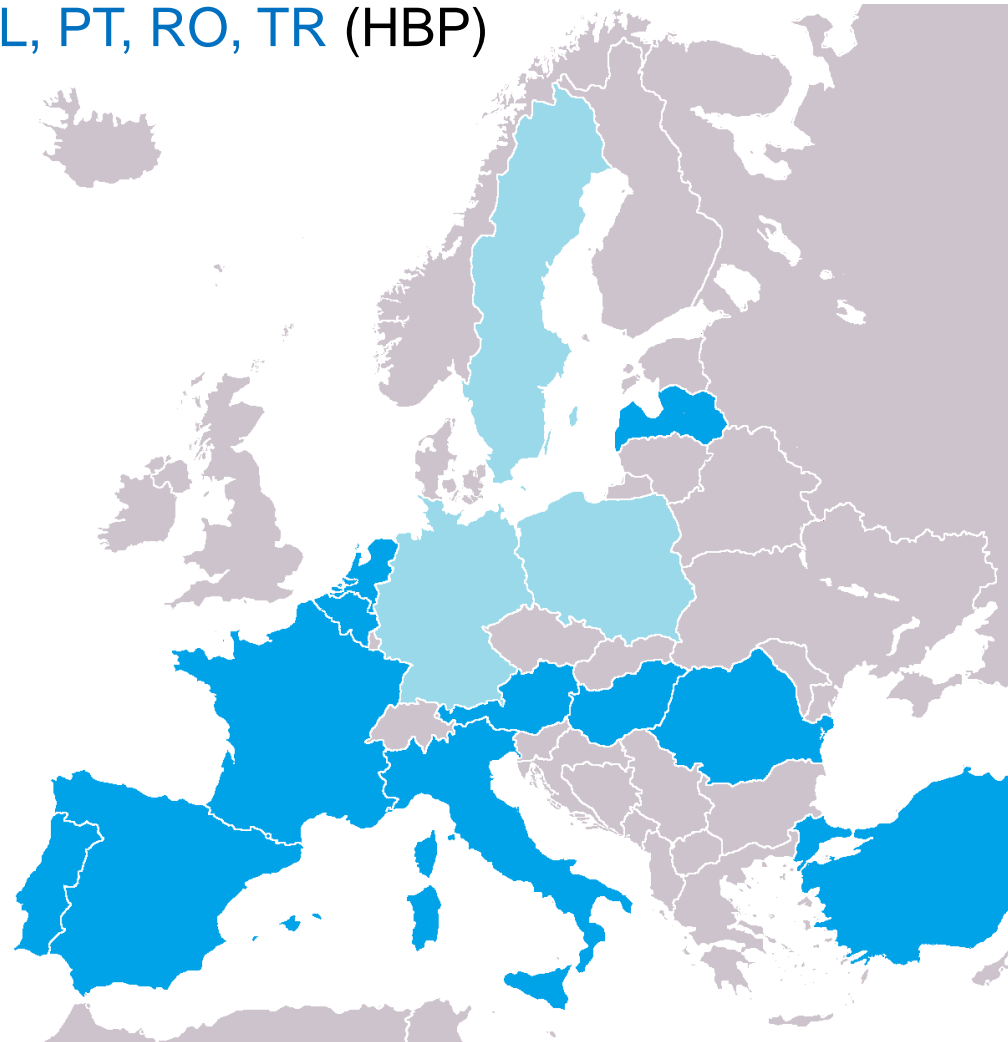 L, PT, RO, TR (HBP)